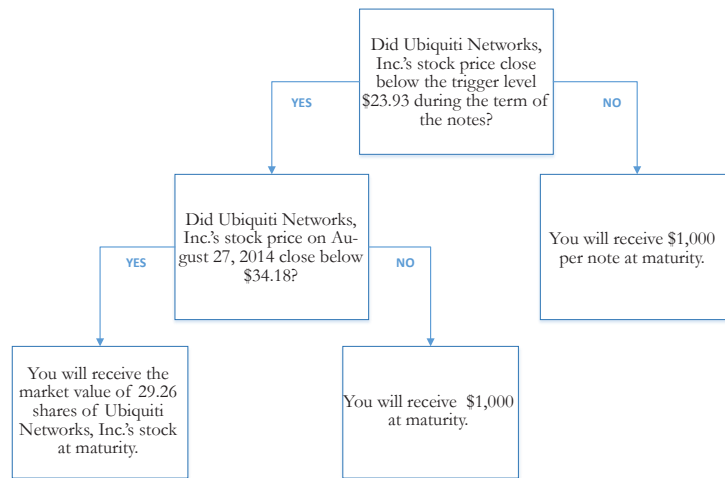 Did Ubiquiti Networks,
Inc.'s stock price close
below the trigger level
$23.93 during the term of
the notes?
YES
NO
Did Ubiquiti Networks,
Inc.'s stock price on Au-
gust 27, 2014 close below
$34.18?
You will receive $1,000
per note at maturity.
YES
NO
You will receive the
market value of 29.26
shares of Ubiquiti
Networks, Inc.'s stock
at maturity.
You will receive $1,000
at maturity.